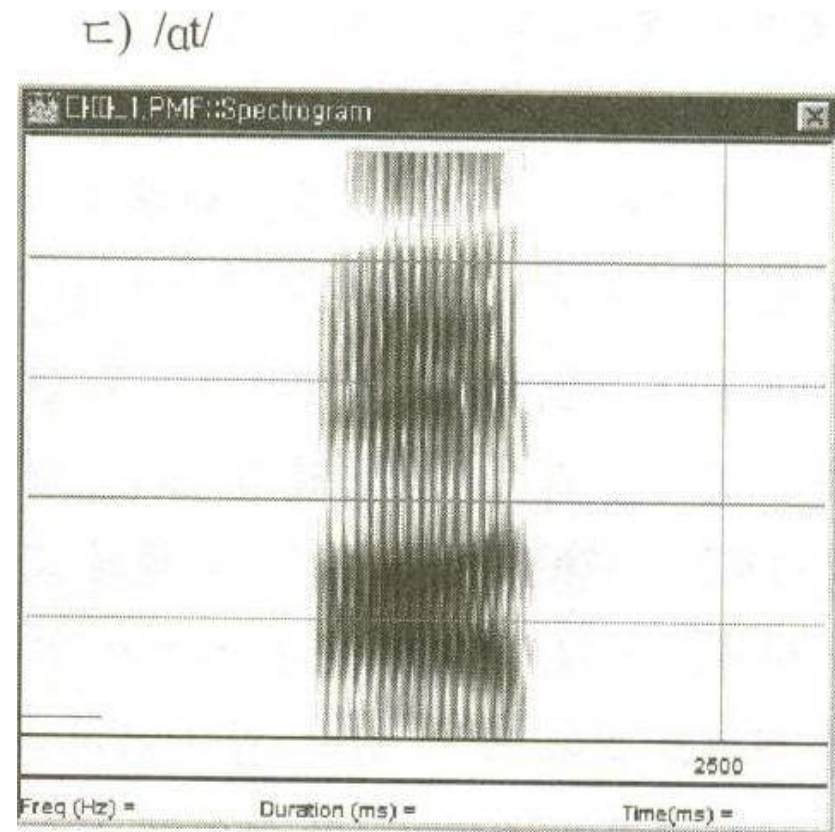 ㄷ) /ɑt/
.PMF::Spectrogram
2500
Freq (Hz) =
Duration (ms) =
Time(ms) =